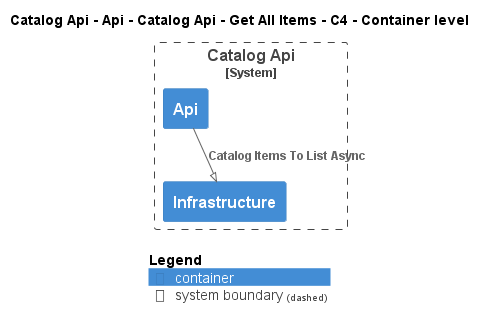 Catalog Api - Api - Catalog Api - Get All Items - C4 - Container level
Catalog Api
[System]
Api
Catalog Items To List Async
Infrastructure
Legend
container
system boundary (dashed)